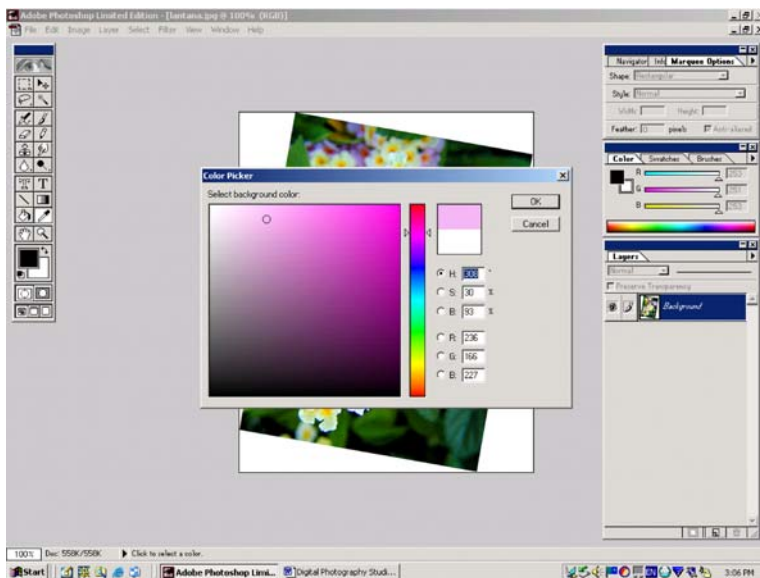 Adobe Photoshop Limited Edition - [lantana.jpg @ 100% (RGB)]
File Edit Image Layer Select Filter View Window Help
Navigator Info Marquee Options
Shape: Rectangular
Style: Normal
Width: Height:
Feather: 0 pixels Anti-aliased
Color Picker
Select background color:
OK
Cancel
H: °
S: 30 %
B: 93 %
R: 236
G: 166
B: 227
Color Swatches Brushes
R 253
G
B 253
Layers
Normal
Preserve Transparency
Background
100% Doc: 558K/558K Click to select a color.
Start Adobe Photoshop Limi... Digital Photography Studi... EN 3:06 PM